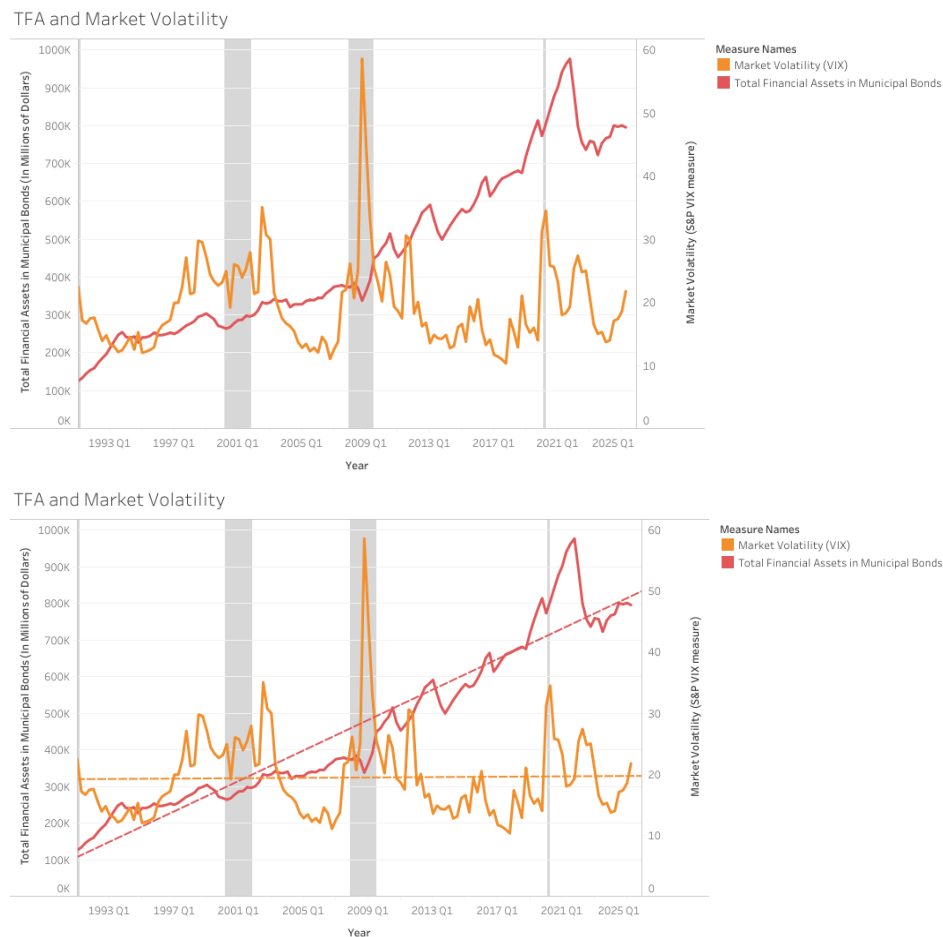 TFA and Market Volatility
Measure Names
Market Volatility (VIX)
Total Financial Assets in Municipal Bonds
Total Financial Assets in Municipal Bonds (In Millions of Dollars)
1000K
900K
800K
700K
600K
500K
400K
300K
200K
100K
0K
60
50
40
30
20
10
0
Market Volatility (S&P VIX measure)
1993 Q1 1997 Q1 2001 Q1 2005 Q1 2009 Q1 2013 Q1 2017 Q1 2021 Q1 2025 Q1
Year
TFA and Market Volatility
Measure Names
Market Volatility (VIX)
Total Financial Assets in Municipal Bonds
Total Financial Assets in Municipal Bonds (In Millions of Dollars)
1000K
900K
800K
700K
600K
500K
400K
300K
200K
100K
0K
60
50
40
30
20
10
0
Market Volatility (S&P VIX measure)
1993 Q1 1997 Q1 2001 Q1 2005 Q1 2009 Q1 2013 Q1 2017 Q1 2021 Q1 2025 Q1
Year